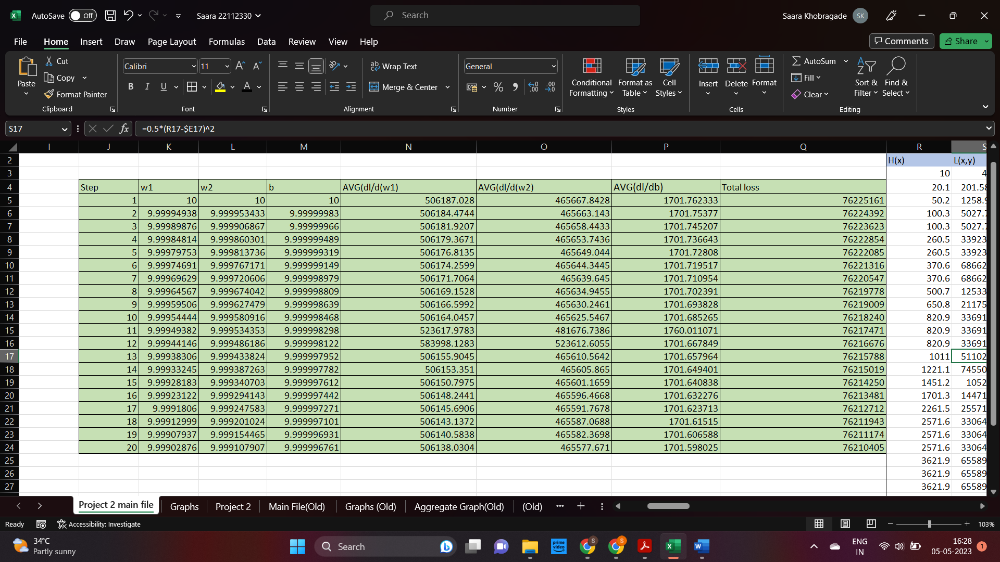 AutoSave Off Saara 22112330 Search Saara Khobragade SK
File Home Insert Draw Page Layout Formulas Data Review View Help Comments Share
Paste Cut Copy Format Painter Clipboard
Calibri 11 B I U A Font
Wrap Text Merge & Center Alignment
General % Number
Conditional Formatting Format as Table Cell Styles Styles
Insert Delete Format Cells
AutoSum Fill Clear Sort & Filter Find & Select Editing
S17 fx =0.5*(R17-$E17)^2
I J K L M N O P Q R S
2 H(x) L(x,y)
3 10 4
4 Step w1 w2 b AVG(dl/d(w1) AVG(dl/d(w2) AVG(dl/db) Total loss 20.1 201.58
5 1 10 10 10 506187.028 465667.8428 1701.762333 76225161 50.2 1258.9
6 2 9.99994938 9.999953433 9.99999983 506184.4744 465663.143 1701.75377 76224392 100.3 5027.7
7 3 9.99989876 9.999906867 9.99999966 506181.9207 465658.4433 1701.745207 76223623 100.3 5027.7
8 4 9.99984814 9.999860301 9.999999489 506179.3671 465653.7436 1701.736643 76222854 260.5 33923
9 5 9.99979753 9.999813736 9.999999319 506176.8135 465649.044 1701.72808 76222085 260.5 33923
10 6 9.99974691 9.999767171 9.999999149 506174.2599 465644.3445 1701.719517 76221316 370.6 68662
11 7 9.99969629 9.999720606 9.999998979 506171.7064 465639.645 1701.710954 76220547 370.6 68662
12 8 9.99964567 9.999674042 9.999998809 506169.1528 465634.9455 1701.702391 76219778 500.7 12533
13 9 9.99959506 9.999627479 9.999998639 506166.5992 465630.2461 1701.693828 76219009 650.8 21175
14 10 9.99954444 9.999580916 9.999998468 506164.0457 465625.5467 1701.685265 76218240 820.9 33691
15 11 9.99949382 9.999534353 9.999998298 523617.9783 481676.7386 1760.011071 76217471 820.9 33691
16 12 9.99944146 9.999486186 9.999998122 583998.1283 523612.6055 1701.667849 76216676 820.9 33691
17 13 9.99938306 9.999433824 9.999997952 506155.9045 465610.5642 1701.657964 76215788 1011 51102
18 14 9.99933245 9.999387263 9.999997782 506153.351 465605.865 1701.649401 76215019 1221.1 74550
19 15 9.99928183 9.999340703 9.999997612 506150.7975 465601.1659 1701.640838 76214250 1451.2 1052
20 16 9.99923122 9.999294143 9.999997442 506148.2441 465596.4668 1701.632276 76213481 1701.3 14471
21 17 9.9991806 9.999247583 9.999997271 506145.6906 465591.7678 1701.623713 76212712 2261.5 25571
22 18 9.99912999 9.999201024 9.999997101 506143.1372 465587.0688 1701.61515 76211943 2571.6 33064
23 19 9.99907937 9.999154465 9.999996931 506140.5838 465582.3698 1701.606588 76211174 2571.6 33064
24 20 9.99902876 9.999107907 9.999996761 506138.0304 465577.671 1701.598025 76210405 2571.6 33064
25 3621.9 65589
26 3621.9 65589
27 3621.9 65589
Project 2 main file Graphs Project 2 Main File(Old) Graphs (Old) Aggregate Graph(Old) (Old)
Ready Accessibility: Investigate 103%
34°C Partly sunny Search prime video ENG IN 16:28 05-05-2023 1